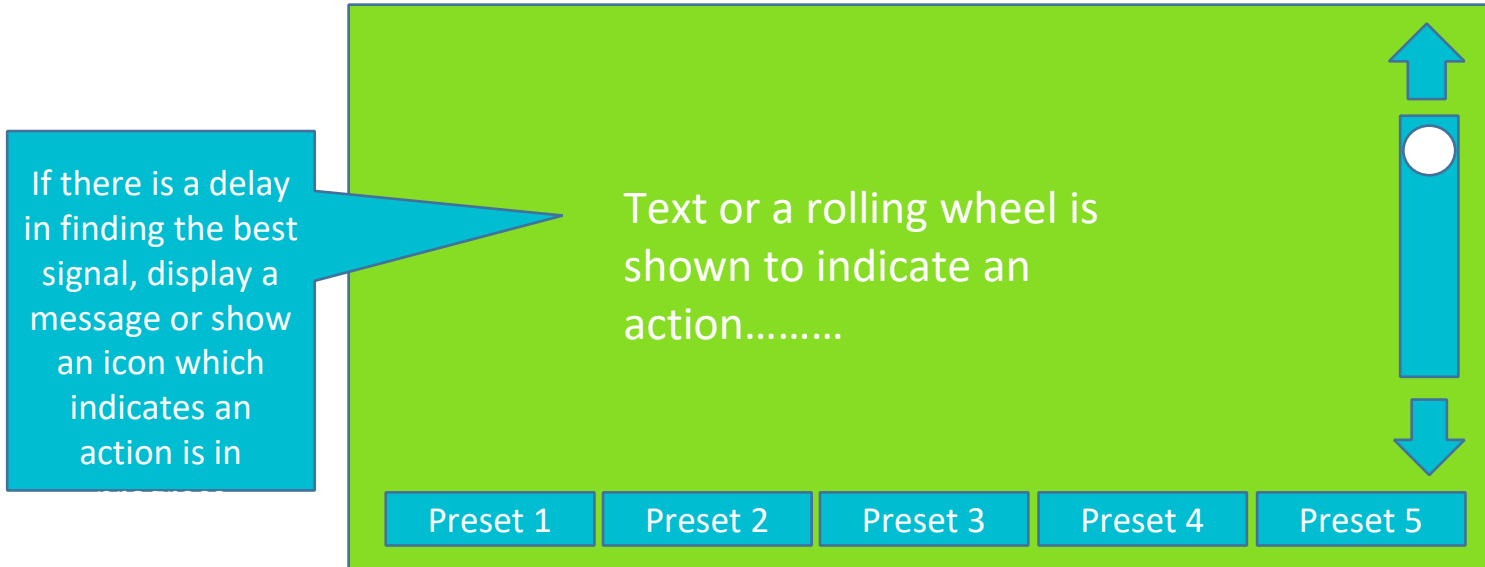 If there is a delay
in finding the best
signal, display a
message or show
an icon which
indicates an
action is in
Text or a rolling wheel is
shown to indicate an
action………
Preset 1
Preset 2
Preset 3
Preset 4
Preset 5